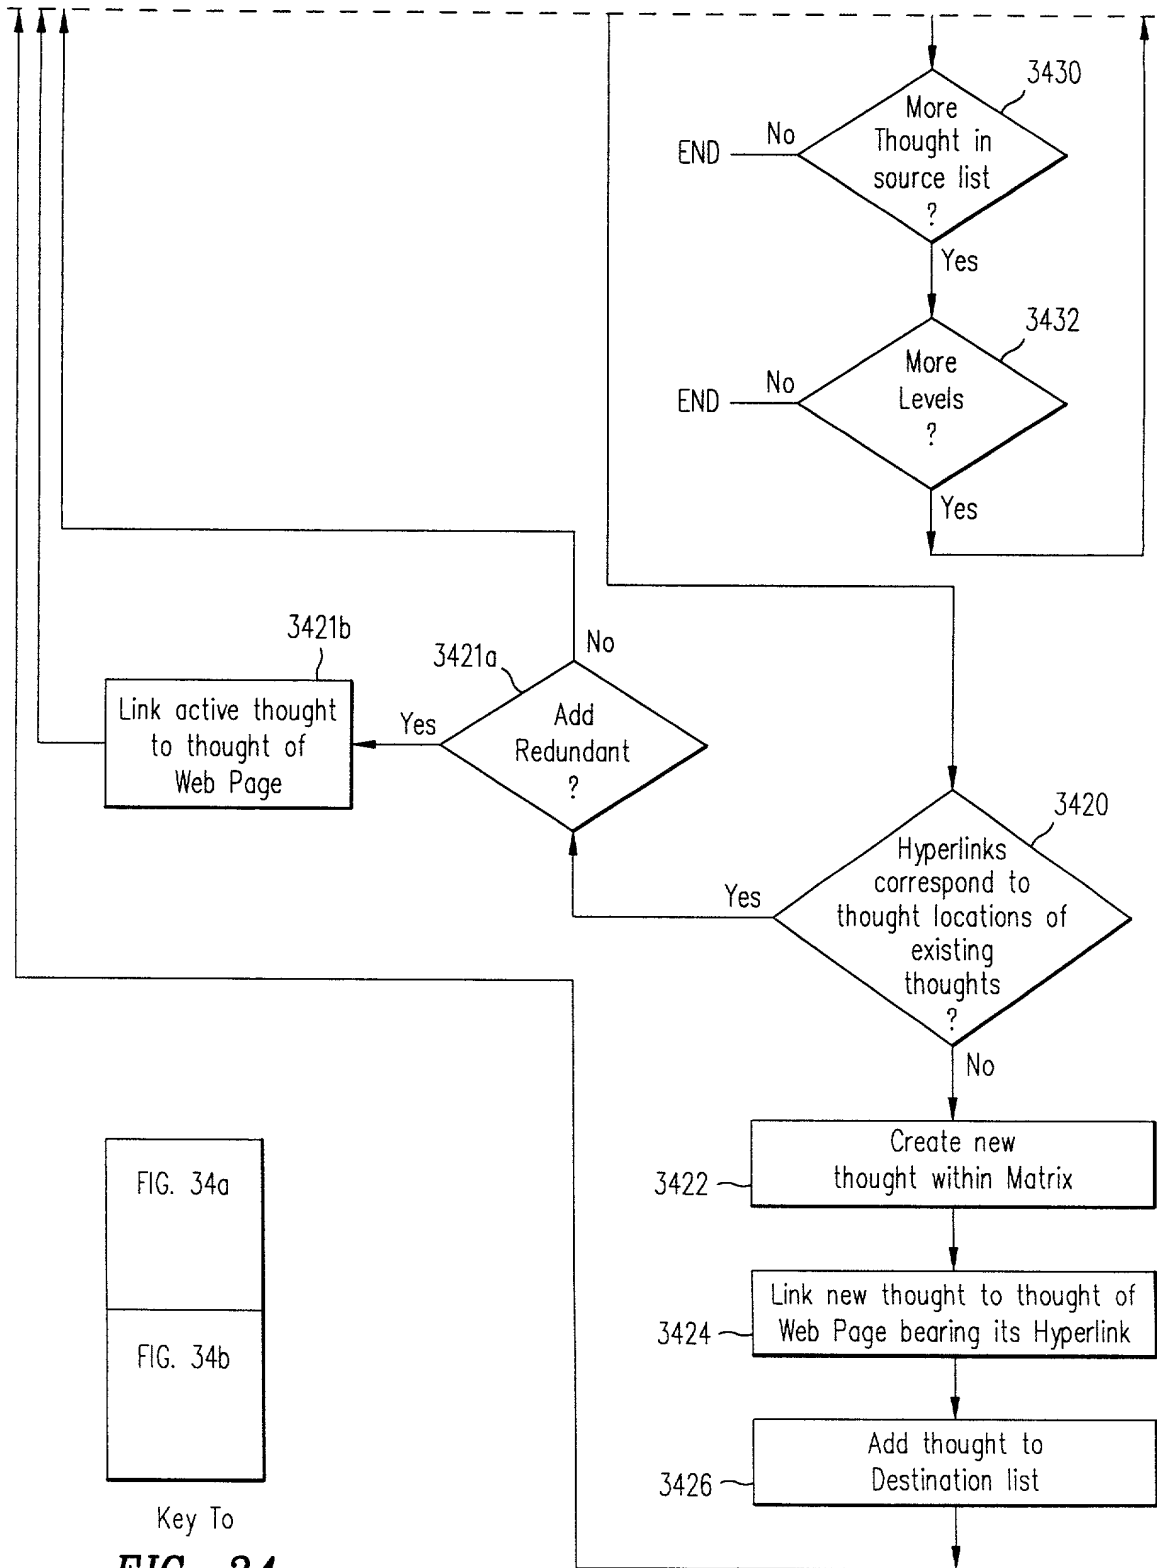 3430
More
Thought in
source list
?
No
END
Yes
3432
More
Levels
?
No
END
Yes
3421b
Link active thought
to thought of
Web Page
3421a
No
Yes
Add
Redundant
?
3420
Hyperlinks
correspond to
thought locations of
existing
thoughts
?
Yes
No
3422
Create new
thought within Matrix
3424
Link new thought to thought of
Web Page bearing its Hyperlink
3426
Add thought to
Destination list
FIG. 34a
FIG. 34b
Key To
FIG. 34